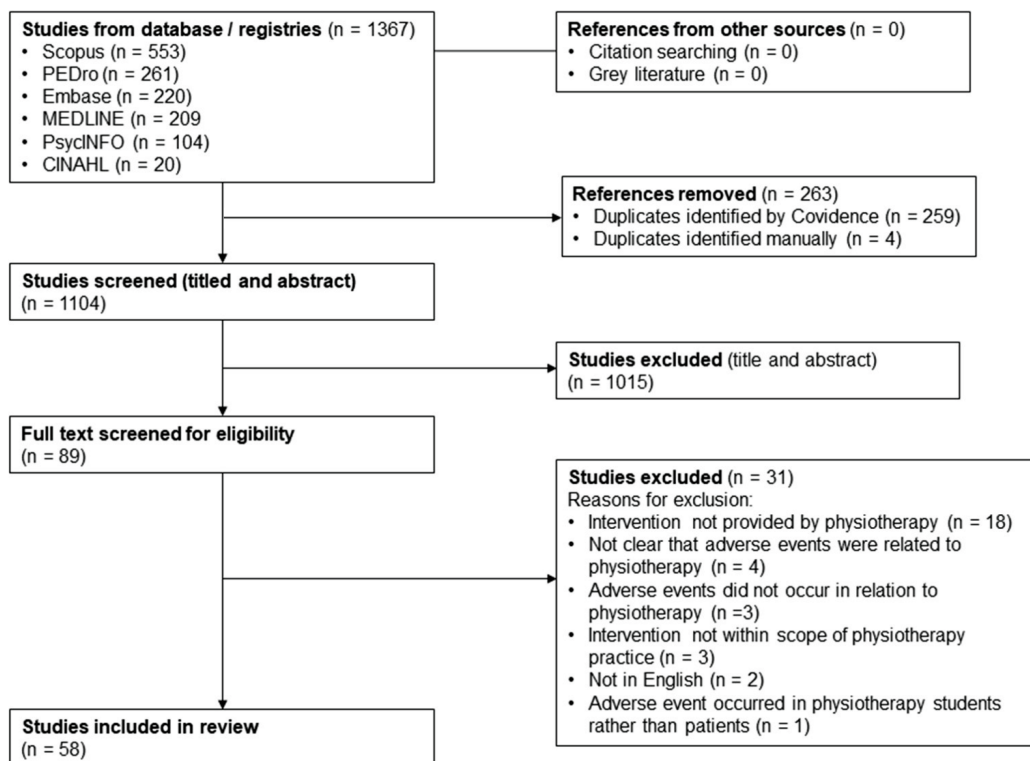 Studies from database / registries (n = 1367)
• Scopus (n = 553)
• PEDro (n = 261)
• Embase (n = 220)
• MEDLINE (n = 209
• PsycINFO (n = 104)
• CINAHL (n = 20)
References from other sources (n = 0)
• Citation searching (n = 0)
• Grey literature (n = 0)
References removed (n = 263)
• Duplicates identified by Covidence (n = 259)
• Duplicates identified manually (n = 4)
Studies screened (titled and abstract)
(n = 1104)
Studies excluded (title and abstract)
(n = 1015)
Full text screened for eligibility
(n = 89)
Studies excluded (n = 31)
Reasons for exclusion:
• Intervention not provided by physiotherapy (n = 18)
• Not clear that adverse events were related to
physiotherapy (n = 4)
• Adverse events did not occur in relation to
physiotherapy (n =3)
• Intervention not within scope of physiotherapy
practice (n = 3)
• Not in English (n = 2)
• Adverse event occurred in physiotherapy students
rather than patients (n = 1)
Studies included in review
(n = 58)